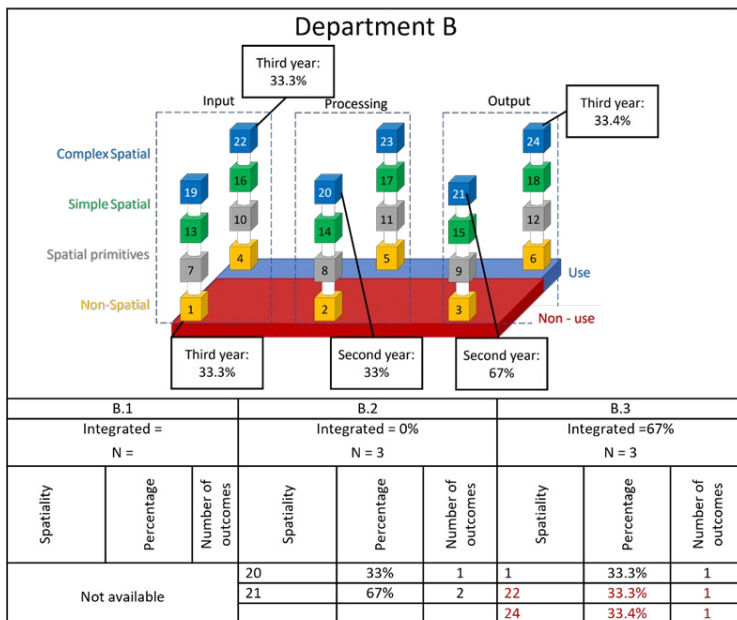 Department B
Third year:
33.3%
Input
Processing
Output
Third year:
33.4%
22
23
24
Complex Spatial
19
16
20
17
21
18
Simple Spatial
13
10
14
11
15
12
Spatial primitives
7
4
8
5
9
6
Use
Non-Spatial
1
2
3
Non - use
Third year:
33.3%
Second year:
33%
Second year:
67%
B.1
B.2
B.3
Integrated =
Integrated = 0%
Integrated =67%
N =
N = 3
N = 3
Spatiality
Percentage
Number of
outcomes
Spatiality
Percentage
Number of
outcomes
Spatiality
Percentage
Number of
outcomes
Not available
20 33% 1 1 33.3% 1
21 67% 2 22 33.3% 1
24 33.4% 1